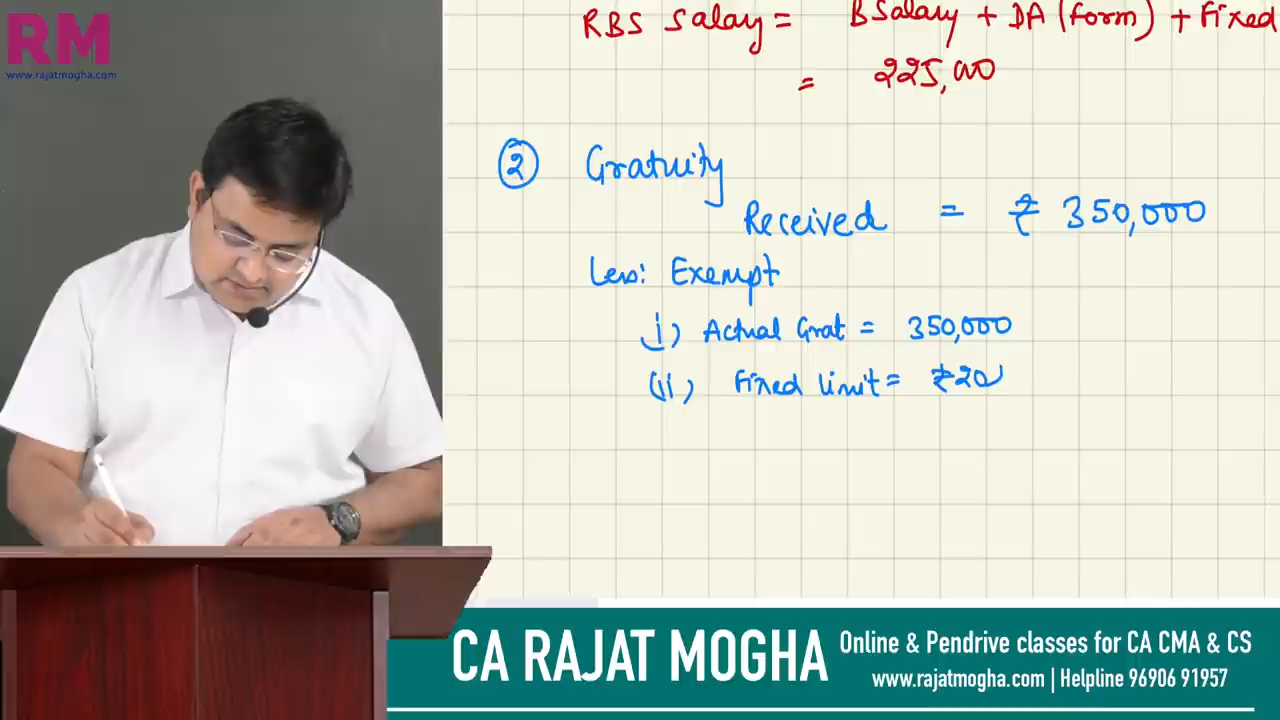 RM
www.rajatmogha.com
RBS Salary = BSalary + DA (form) + Fixed
= 225,000
② Gratuity
Received = ₹ 350,000
Less: Exempt
(i) Actual Grat = 350,000
(ii) Fixed limit = ₹20
CA RAJAT MOGHA
Online & Pendrive classes for CA CMA & CS
www.rajatmogha.com | Helpline 96906 91957